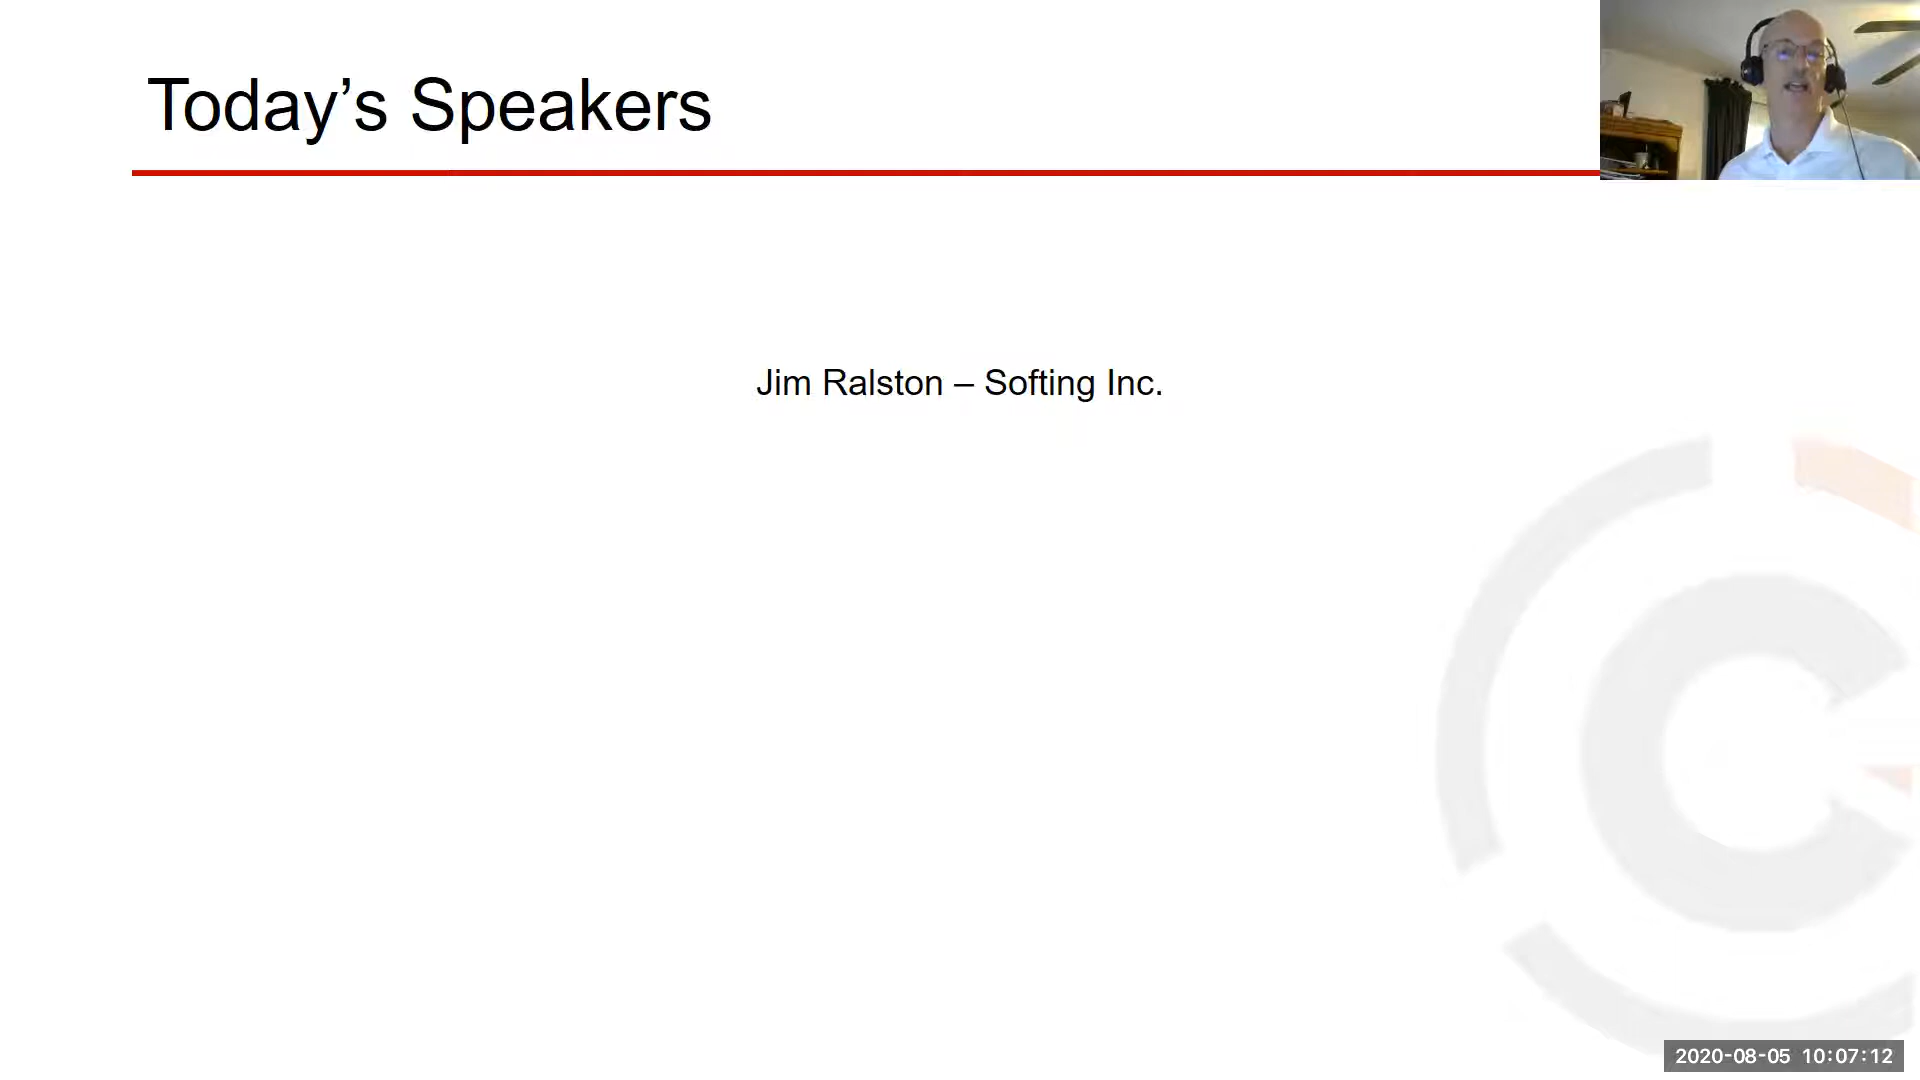 Today’s Speakers
Jim Ralston – Softing Inc.
2020-08-05 10:07:12